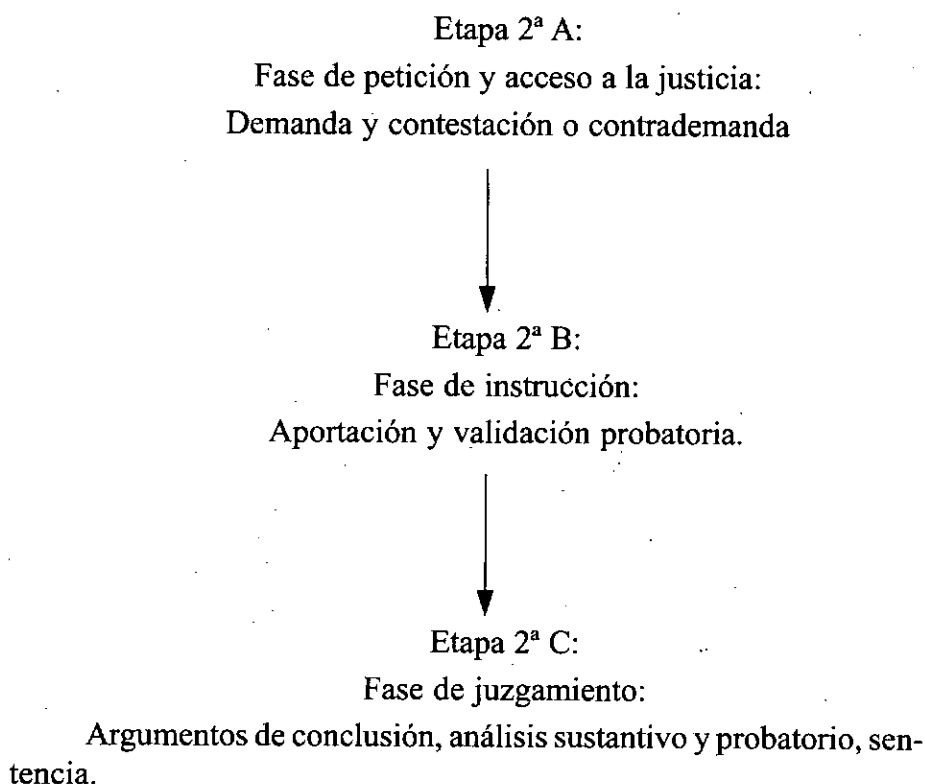 Etapa 2ª A:
Fase de petición y acceso a la justicia:
Demanda y contestación o contrademanda
Etapa 2ª B:
Fase de instrucción:
Aportación y validación probatoria.
Etapa 2ª C:
Fase de juzgamiento:
Argumentos de conclusión, análisis sustantivo y probatorio, sen-
tencia.